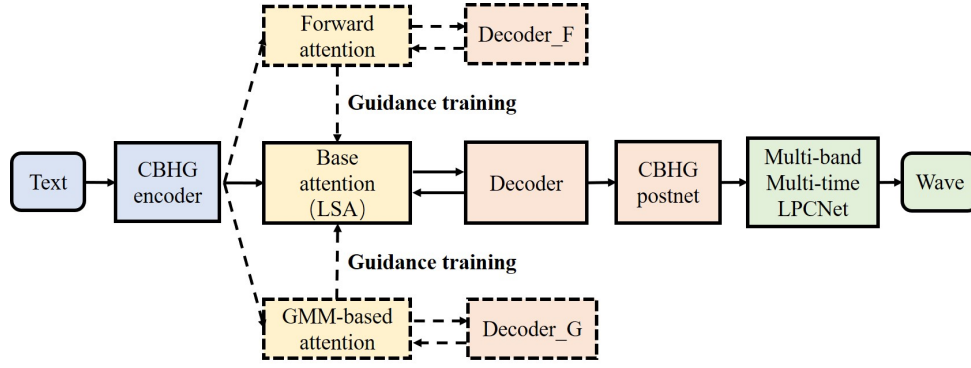 Forward
attention
Decoder_F
Guidance training
Text
CBHG
encoder
Base
attention
（LSA）
Decoder
CBHG
postnet
Multi-band
Multi-time
LPCNet
Wave
Guidance training
GMM-based
attention
Decoder_G